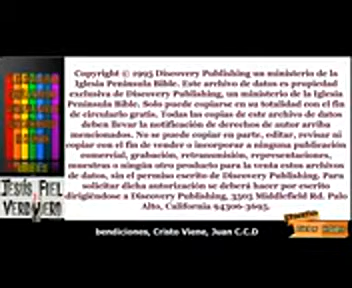 Copyright © 1995 Discovery Publishing un ministerio de la
Iglesia Peninsula Bible. Este archivo de datos es propiedad
exclusiva de Discovery Publishing, un ministerio de la Iglesia
Peninsula Bible. Solo puede copiarse en su totalidad con el fin
de circularlo gratis. Todas las copias de este archivo de datos
deben llevar la notificación de derechos de autor arriba
mencionados. No se puede copiar en parte, editar, revisar ni
copiar con el fin de vender o incorporar a ninguna publicación
comercial, grabación, retransmisión, representaciones,
muestras o ningún otro producto para la venta estos archivos
de datos, sin el permiso escrito de Discovery Publishing. Para
solicitar dicha autorización se deberá hacer por escrito
dirigiéndose a Discovery Publishing, 3505 Middlefield Rd. Palo
Alto, California 94306-3695.
JESÚS, FIEL
VERDADERO
bendiciones, Cristo Viene, Juan C.C.D